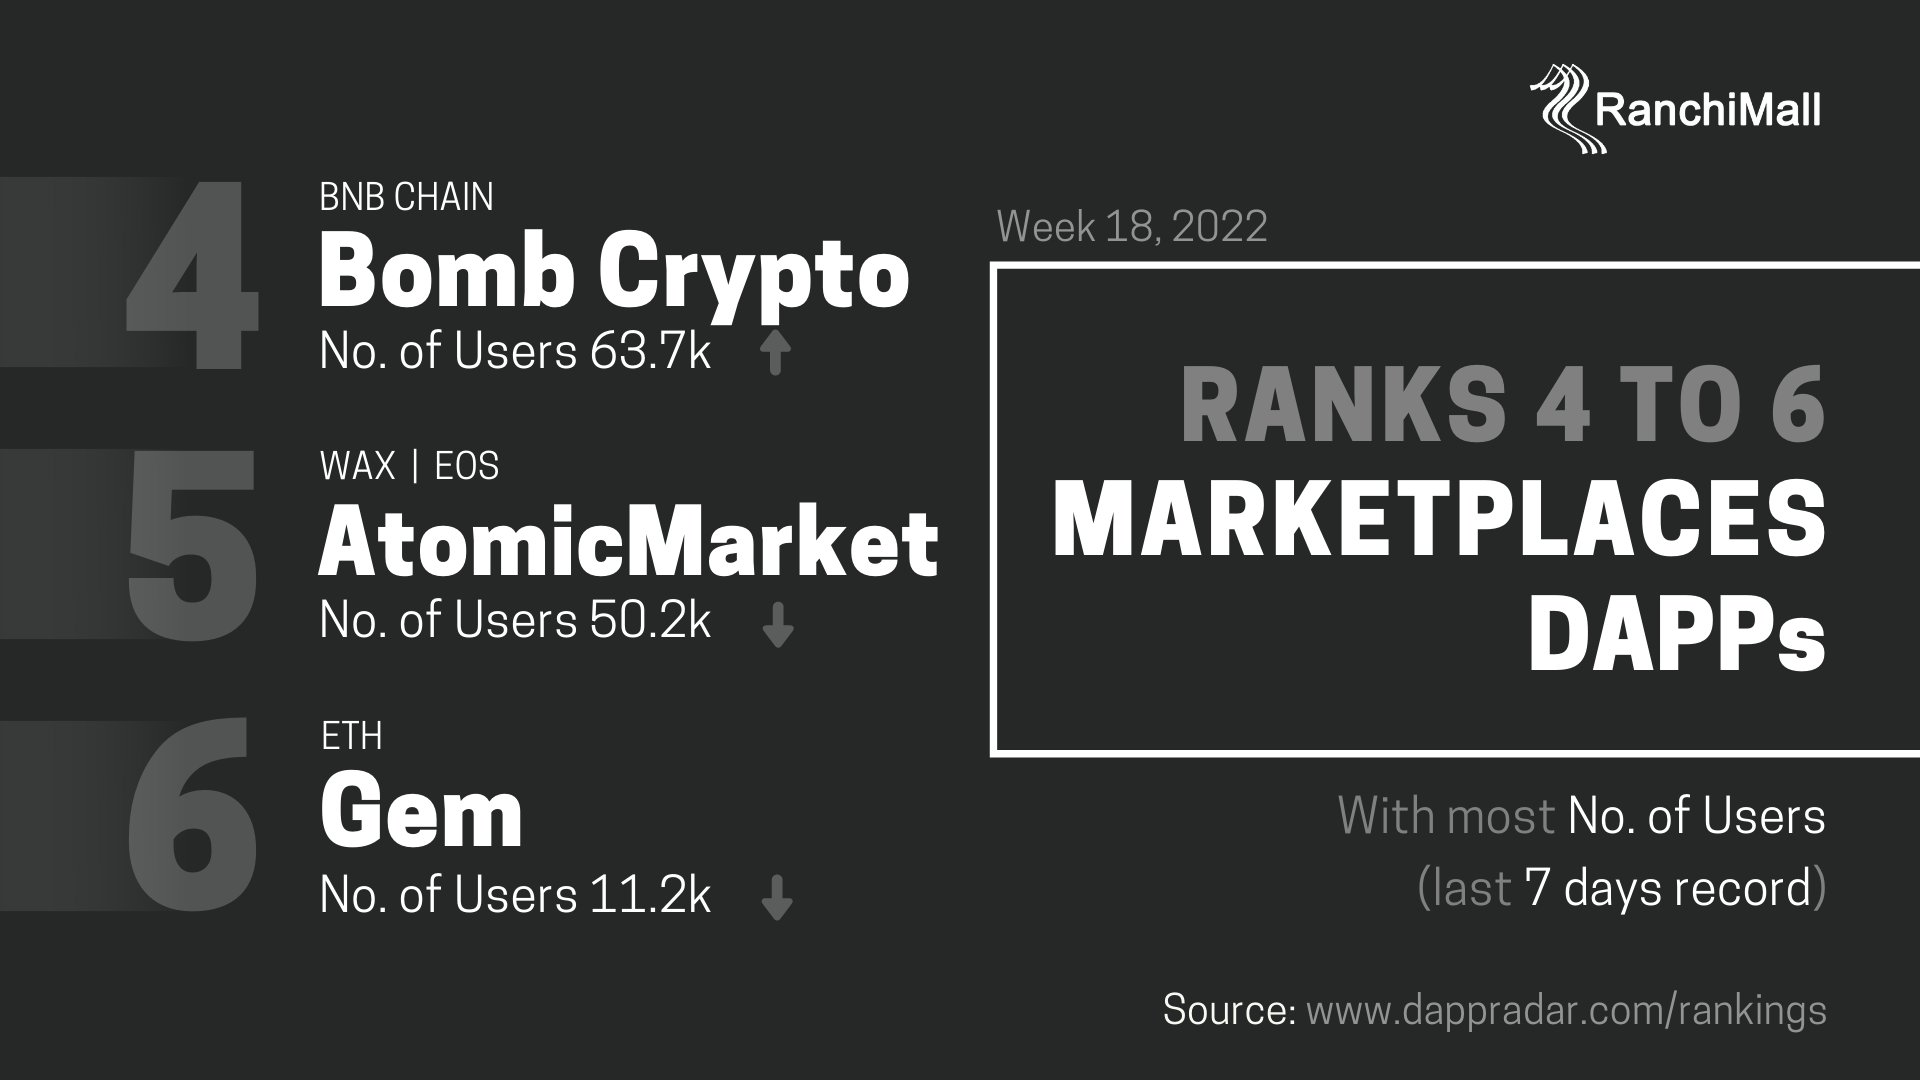 RanchiMall
4
BNB CHAIN
Bomb Crypto
No. of Users 63.7k
5
WAX | EOS
AtomicMarket
No. of Users 50.2k
6
ETH
Gem
No. of Users 11.2k
Week 18, 2022
RANKS 4 TO 6
MARKETPLACES
DAPPs
With most No. of Users
(last 7 days record)
Source: www.dappradar.com/rankings